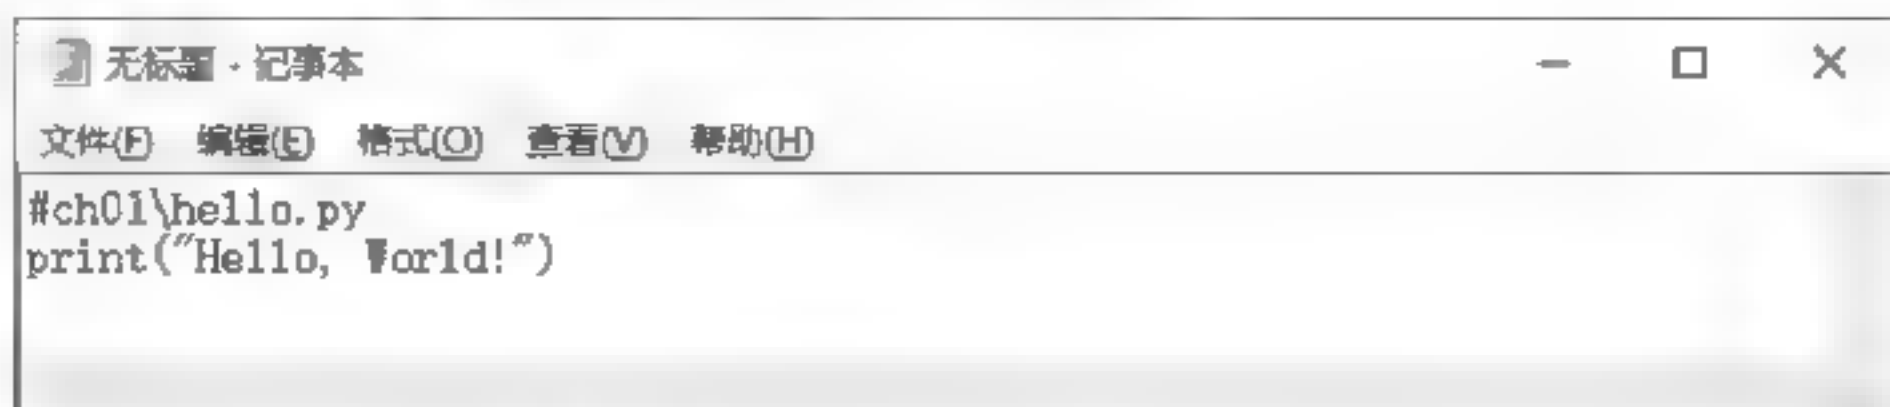 无标题 - 记事本
文件(F) 编辑(E) 格式(O) 查看(V) 帮助(H)
#ch01\hello.py
print("Hello, World!")